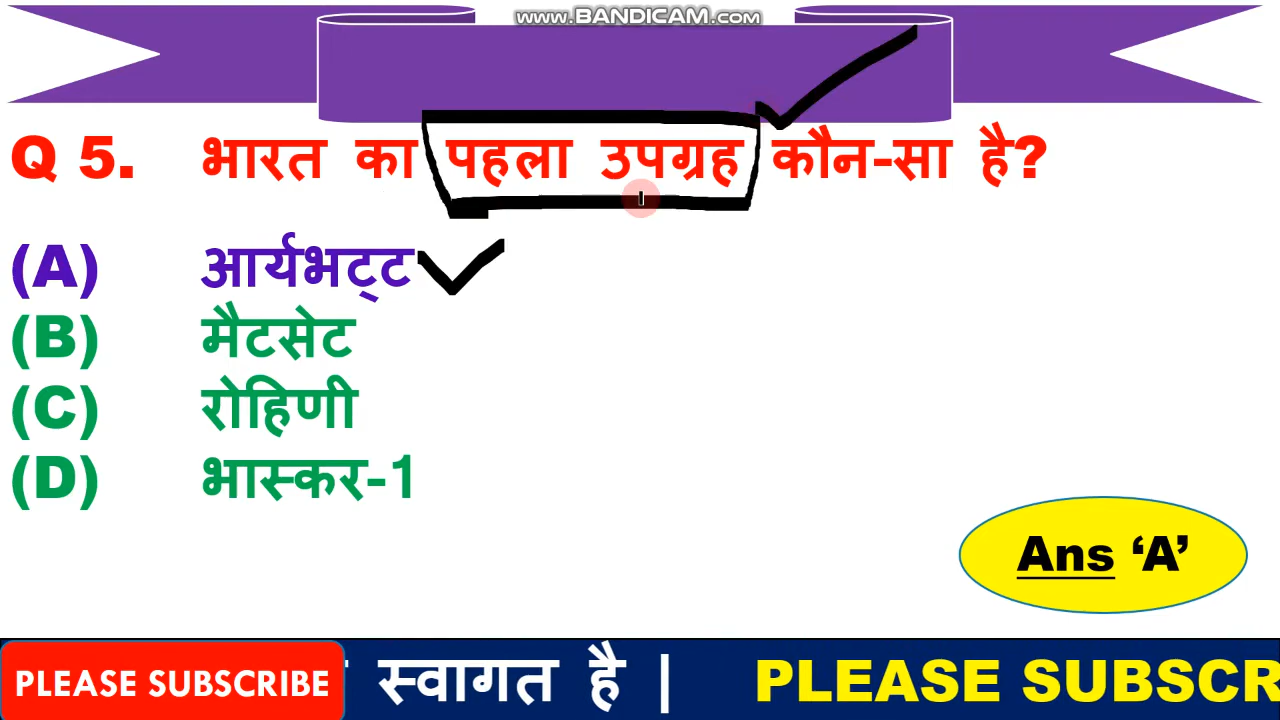 www.BANDICAM.com
Q 5. भारत का पहला उपग्रह कौन-सा है?
(A) आर्यभट्ट
(B) मैटसेट
(C) रोहिणी
(D) भास्कर-1
Ans ‘A’
PLEASE SUBSCRIBE स्वागत है | PLEASE SUBSCR